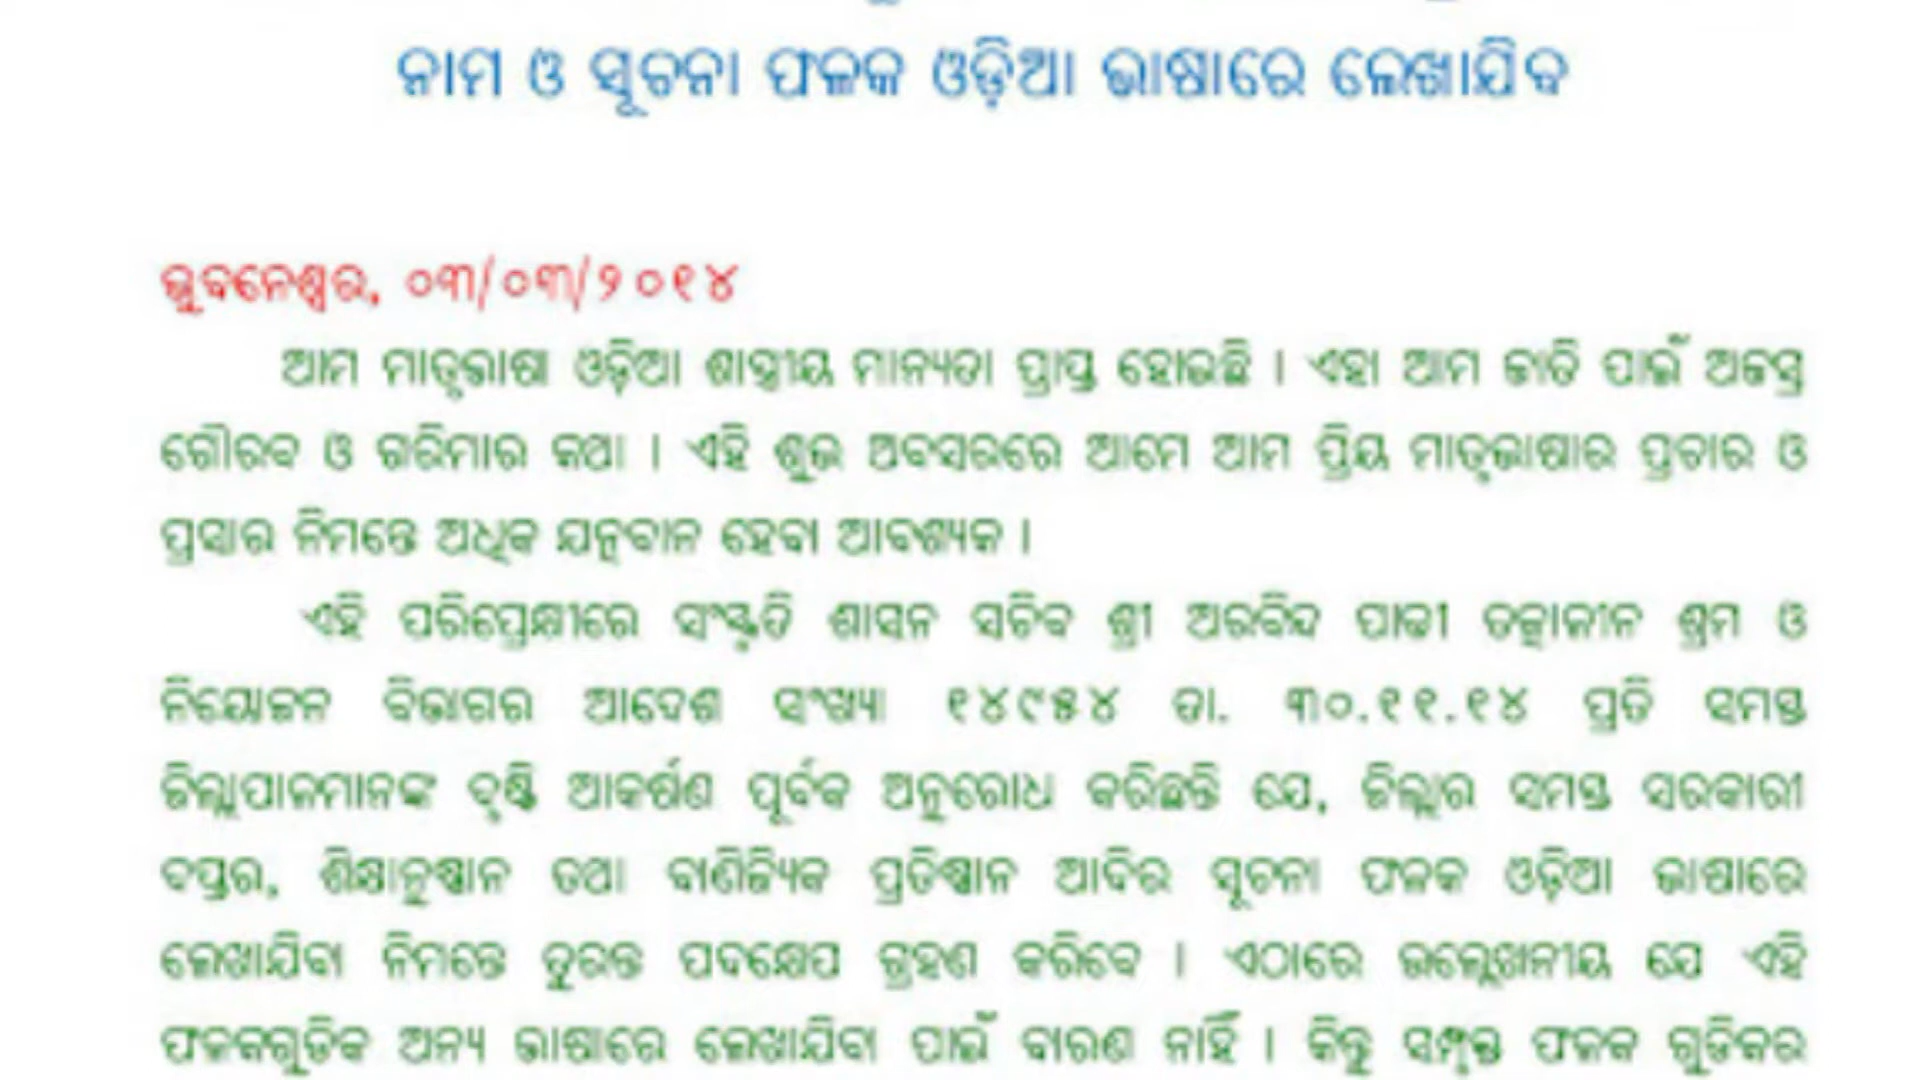 ନାମ ଓ ସୂଚନା ଫଳକ ଓଡ଼ିଆ ଭାଷାରେ ଲେଖାଯିବ
ଭୁବନେଶ୍ୱର, ୦୩/୦୩/୨୦୧୪
ଆମ ମାତୃଭାଷା ଓଡ଼ିଆ ଶାସ୍ତ୍ରୀୟ ମାନ୍ୟତା ପ୍ରାପ୍ତ ହୋଇଛି । ଏହା ଆମ ଜାତି ପାଇଁ ଅଜସ୍ର
ଗୌରବ ଓ ଗରିମାର କଥା । ଏହି ଶୁଭ ଅବସରରେ ଆମେ ଆମ ପ୍ରିୟ ମାତୃଭାଷାର ପ୍ରଚାର ଓ
ପ୍ରସାର ନିମନ୍ତେ ଅଧିକ ଯତ୍ନବାନ ହେବା ଆବଶ୍ୟକ ।
ଏହି ପରିପ୍ରେକ୍ଷୀରେ ସଂସ୍କୃତି ଶାସନ ସଚିବ ଶ୍ରୀ ଅରବିନ୍ଦ ପାଢୀ ତତ୍କାଳୀନ ଶ୍ରମ ଓ
ନିୟୋଜନ ବିଭାଗର ଆଦେଶ ସଂଖ୍ୟା ୧୪୯୫୪ ତା. ୩୦.୧୧.୧୪ ପ୍ରତି ସମସ୍ତ
ଜିଲ୍ଲାପାଳମାନଙ୍କ ଦୃଷ୍ଟି ଆକର୍ଷଣ ପୂର୍ବକ ଅନୁରୋଧ କରିଛନ୍ତି ଯେ, ଜିଲ୍ଲାର ସମସ୍ତ ସରକାରୀ
ଦପ୍ତର, ଶିକ୍ଷାନୁଷ୍ଠାନ ତଥା ବାଣିଜ୍ୟିକ ପ୍ରତିଷ୍ଠାନ ଆଦିର ସୂଚନା ଫଳକ ଓଡ଼ିଆ ଭାଷାରେ
ଲେଖାଯିବା ନିମନ୍ତେ ତୁରନ୍ତ ପଦକ୍ଷେପ ଗ୍ରହଣ କରିବେ । ଏଠାରେ ଉଲ୍ଲେଖନୀୟ ଯେ ଏହି
ଫଳକଗୁଡିକ ଅନ୍ୟ ଭାଷାରେ ଲେଖାଯିବା ପାଇଁ ବାରଣ ନାହିଁ । କିନ୍ତୁ ସମ୍ପୃକ୍ତ ଫଳକ ଗୁଡିକର